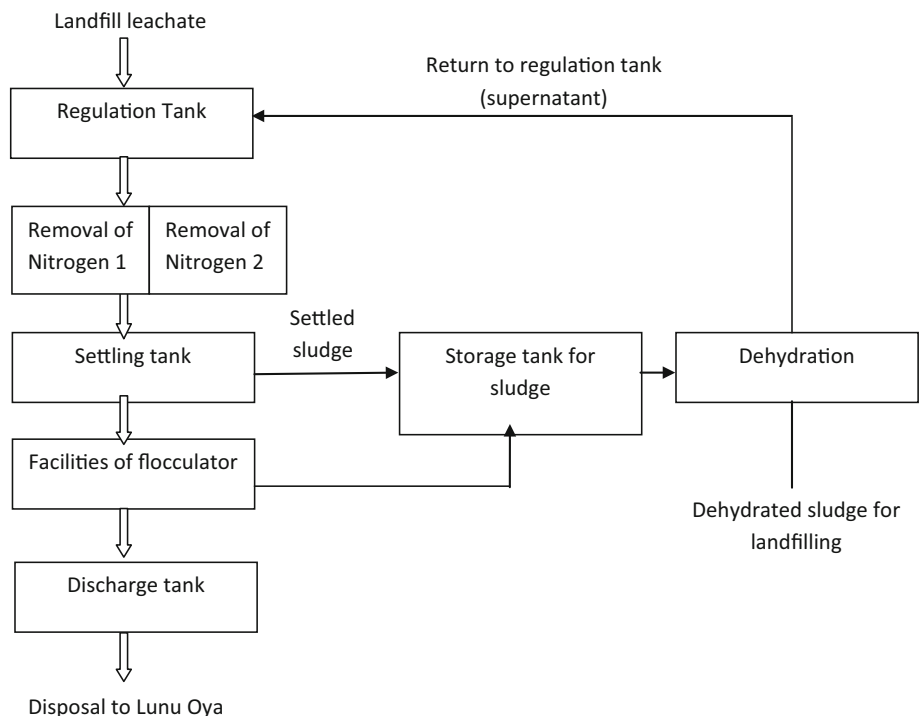 Landfill leachate
Return to regulation tank
(supernatant)
Regulation Tank
Removal of
Nitrogen 1
Removal of
Nitrogen 2
Settled
sludge
Settling tank
Storage tank for
sludge
Dehydration
Facilities of flocculator
Dehydrated sludge for
landfilling
Discharge tank
Disposal to Lunu Oya